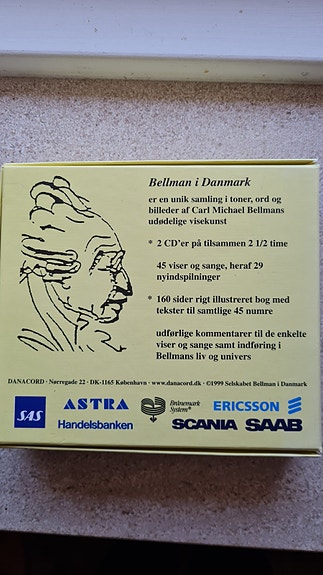 Bellman i Danmark
er en unik samling i toner, ord og
billeder af Carl Michael Bellmans
udødelige visekunst
* 2 CD'er på tilsammen 2 1/2 time
45 viser og sange, heraf 29
nyindspilninger
* 160 sider rigt illustreret bog med
tekster til samtlige 45 numre
udførlige kommentarer til de enkelte
viser og sange samt indføring i
Bellmans liv og univers
DANACORD · Nørregade 22 · DK-1165 København · www.danacord.dk · ©1999 Selskabet Bellman i Danmark
SAS
ASTRA
Handelsbanken
Brånemark
System®
ERICSSON
SCANIA SAAB